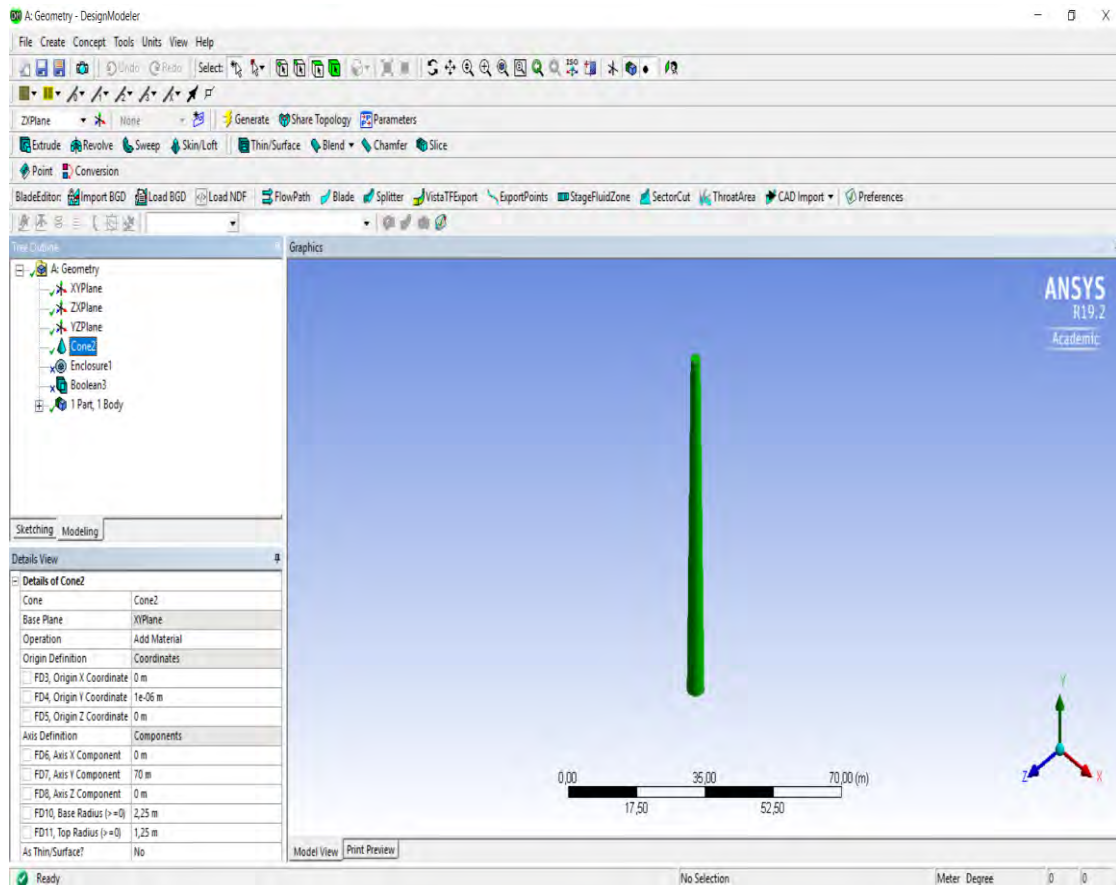 A: Geometry - DesignModeler
File Create Concept Tools Units View Help
Undo Redo Select:
ZXPlane None Generate Share Topology Parameters
Extrude Revolve Sweep Skin/Loft Thin/Surface Blend Chamfer Slice
Point Conversion
BladeEditor: Import BGD Load BGD Load NDF FlowPath Blade Splitter VistaTFExport ExportPoints StageFluidZone SectorCut ThroatArea CAD Import Preferences
Tree Outline
Graphics
A: Geometry
XYPlane
ZXPlane
YZPlane
Cone2
Enclosure1
Boolean3
1 Part, 1 Body
Sketching Modeling
Details View
Details of Cone2
Cone Cone2
Base Plane XYPlane
Operation Add Material
Origin Definition Coordinates
FD3, Origin X Coordinate 0 m
FD4, Origin Y Coordinate 1e-06 m
FD5, Origin Z Coordinate 0 m
Axis Definition Components
FD6, Axis X Component 0 m
FD7, Axis Y Component 70 m
FD8, Axis Z Component 0 m
FD10, Base Radius (>=0) 2,25 m
FD11, Top Radius (>=0) 1,25 m
As Thin/Surface? No
ANSYS
R19.2
Academic
Y
Z X
0,00 35,00 70,00 (m)
17,50 52,50
Model View Print Preview
Ready No Selection Meter Degree 0 0